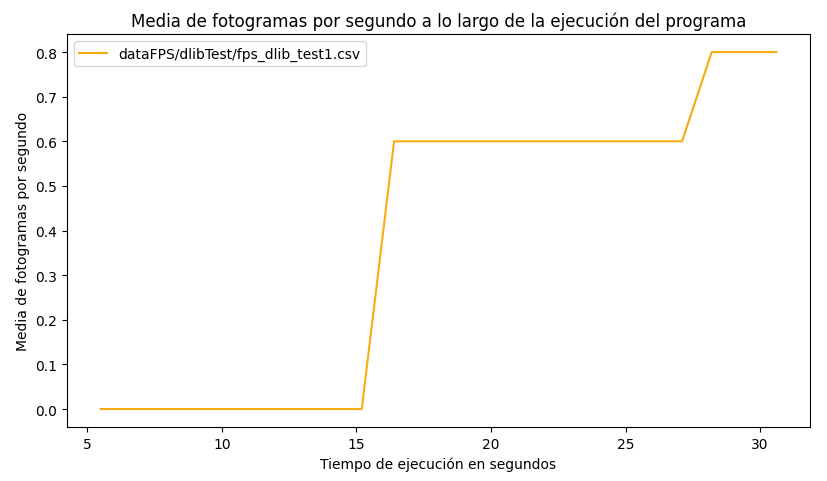 Media de fotogramas por segundo a lo largo de la ejecución del programa
dataFPS/dlibTest/fps_dlib_test1.csv
Media de fotogramas por segundo
0.8
0.7
0.6
0.5
0.4
0.3
0.2
0.1
0.0
5 10 15 20 25 30
Tiempo de ejecución en segundos